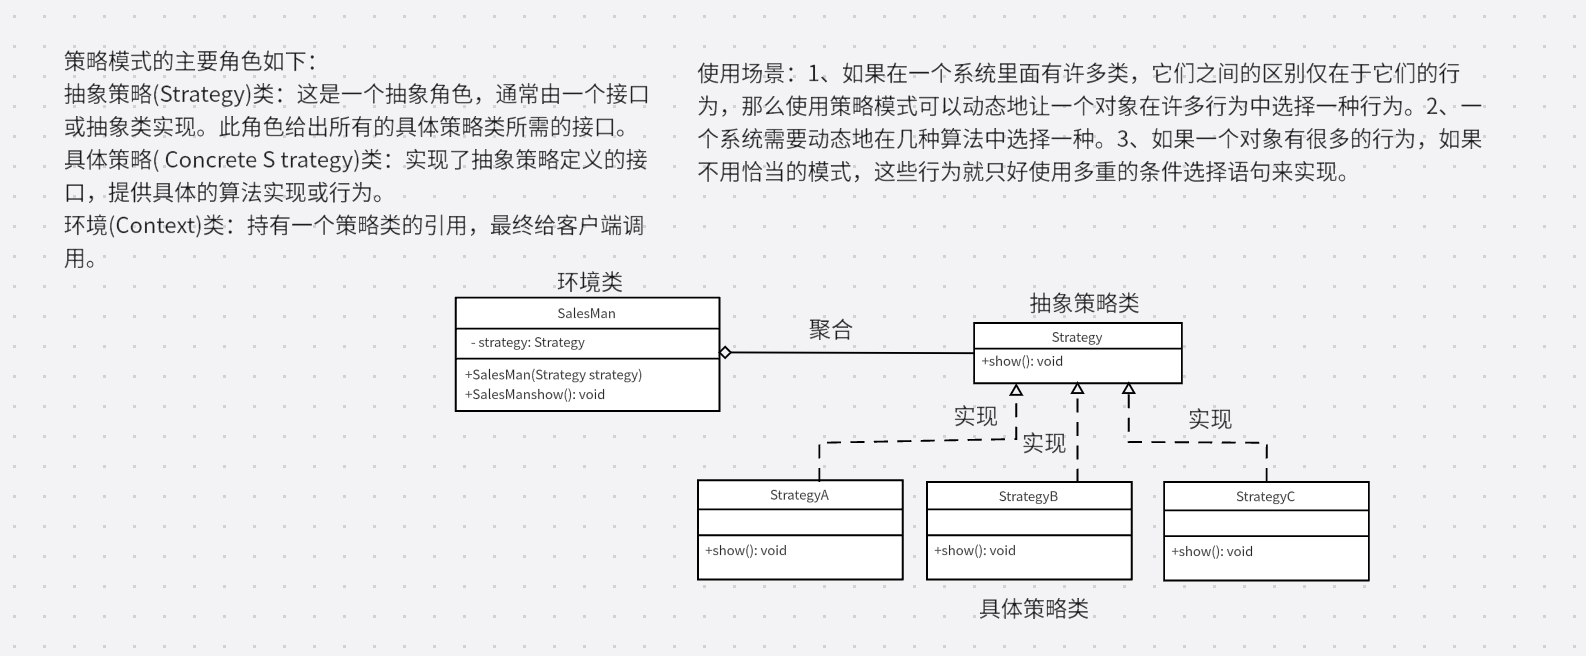 策略模式的主要角色如下：
抽象策略(Strategy)类：这是一个抽象角色，通常由一个接口
或抽象类实现。此角色给出所有的具体策略类所需的接口。
具体策略( Concrete S trategy)类：实现了抽象策略定义的接
口，提供具体的算法实现或行为。
环境(Context)类：持有一个策略类的引用，最终给客户端调
用。
使用场景：1、如果在一个系统里面有许多类，它们之间的区别仅在于它们的行
为，那么使用策略模式可以动态地让一个对象在许多行为中选择一种行为。2、一
个系统需要动态地在几种算法中选择一种。3、如果一个对象有很多的行为，如果
不用恰当的模式，这些行为就只好使用多重的条件选择语句来实现。
环境类
SalesMan
- strategy: Strategy
+SalesMan(Strategy strategy)
+SalesManshow(): void
聚合
抽象策略类
Strategy
+show(): void
实现
实现
实现
StrategyA
+show(): void
StrategyB
+show(): void
StrategyC
+show(): void
具体策略类